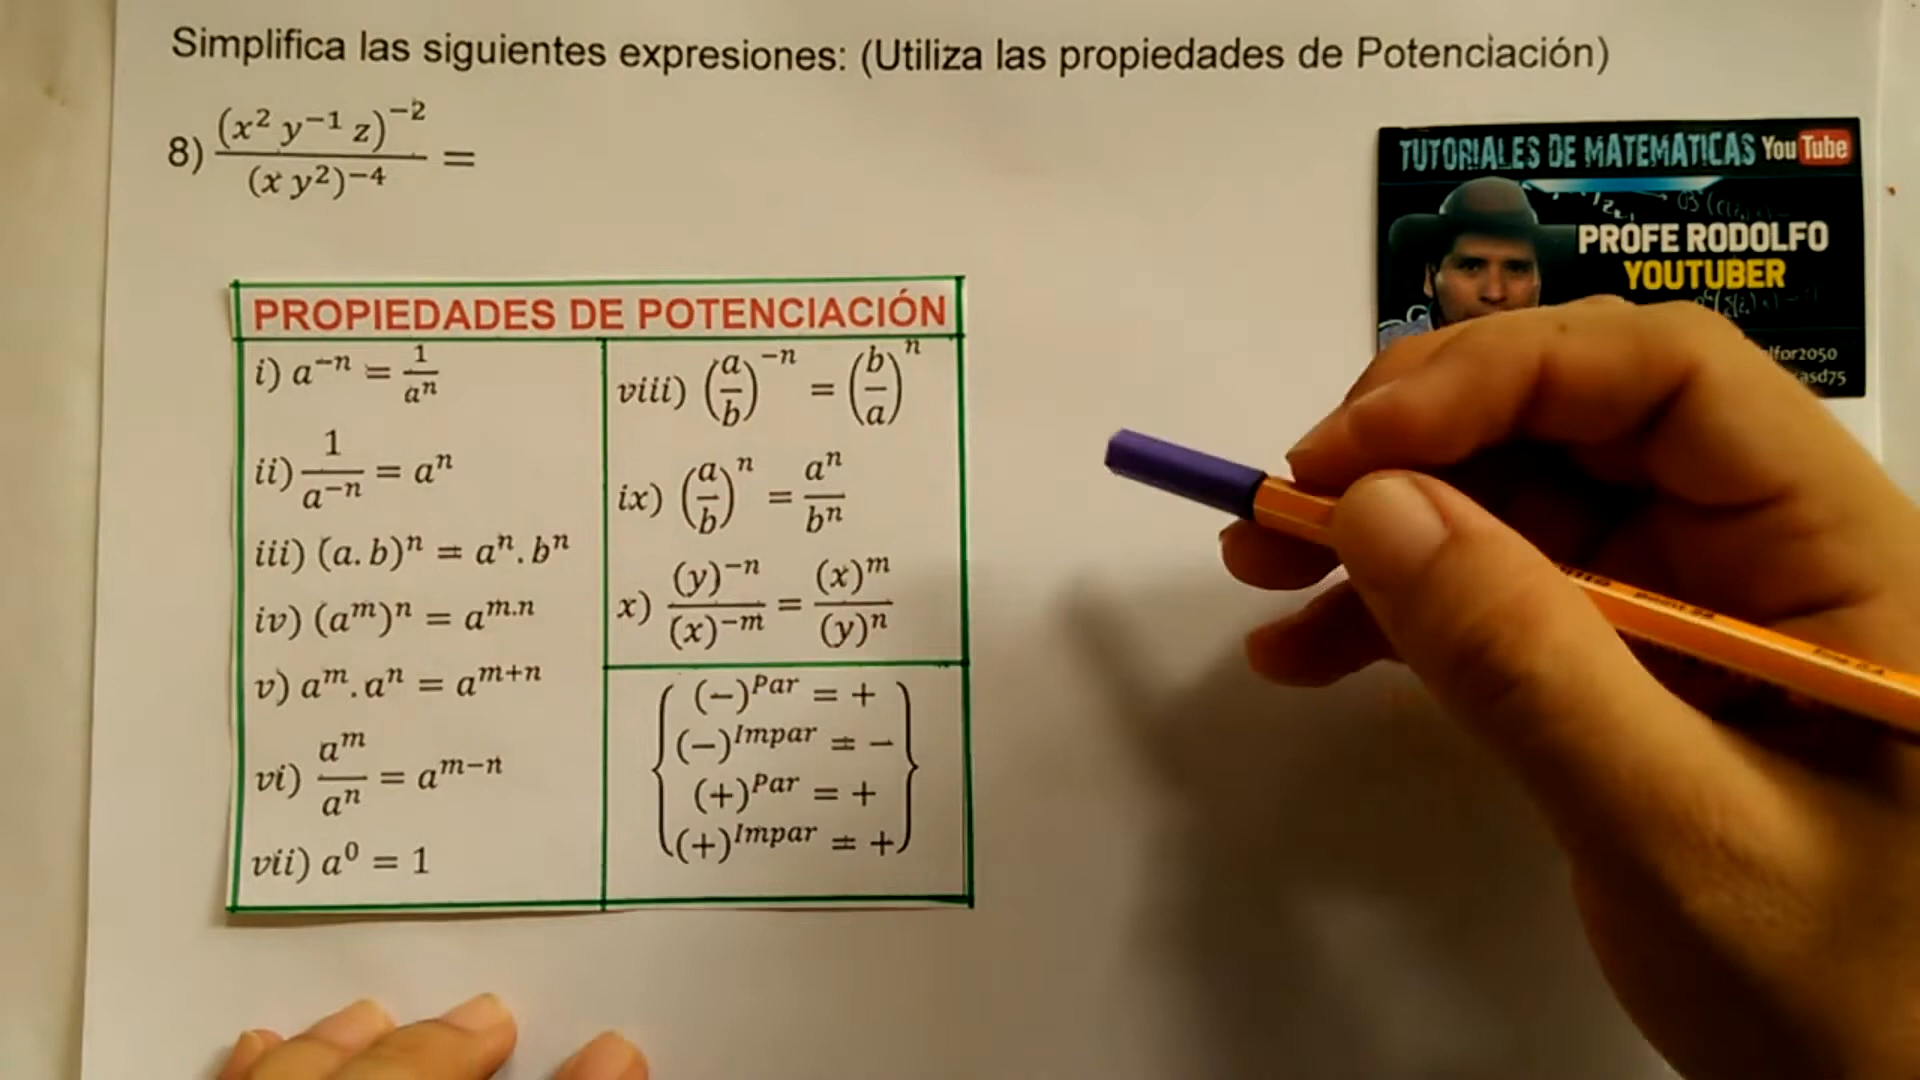 Simplifica las siguientes expresiones: (Utiliza las propiedades de Potenciación)
8) (x² y⁻¹ z)⁻² / (x y²)⁻⁴ =
TUTORIALES DE MATEMATICAS YouTube
PROFE RODOLFO
YOUTUBER
PROPIEDADES DE POTENCIACIÓN
i) a⁻ⁿ = 1/aⁿ
ii) 1/a⁻ⁿ = aⁿ
iii) (a.b)ⁿ = aⁿ.bⁿ
iv) (aᵐ)ⁿ = aᵐ·ⁿ
v) aᵐ.aⁿ = aᵐ⁺ⁿ
vi) aᵐ/aⁿ = aᵐ⁻ⁿ
vii) a⁰ = 1
viii) (a/b)⁻ⁿ = (b/a)ⁿ
ix) (a/b)ⁿ = aⁿ/bⁿ
x) (y)⁻ⁿ/(x)⁻ᵐ = (x)ᵐ/(y)ⁿ
(−)^Par = +
(−)^Impar = −
(+)^Par = +
(+)^Impar = +